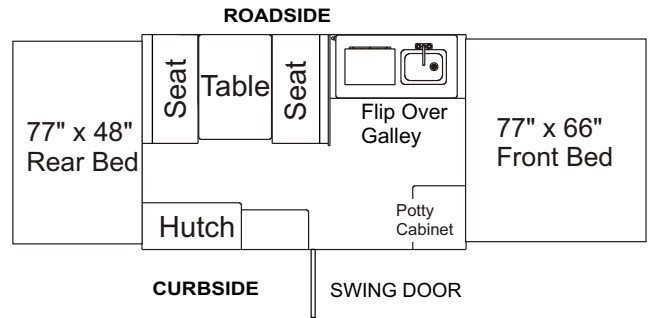 ROADSIDE
Seat
Table
Seat
Flip Over
Galley
77" x 48"
Rear Bed
77" x 66"
Front Bed
Hutch
Potty
Cabinet
CURBSIDE
SWING DOOR